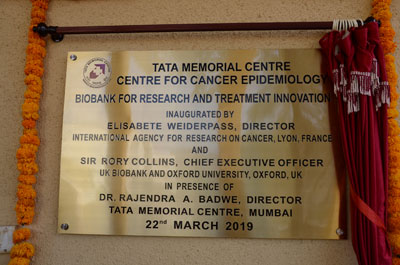 TATA MEMORIAL CENTRE
CENTRE FOR CANCER EPIDEMIOLOGY
BIOBANK FOR RESEARCH AND TREATMENT INNOVATION
INAUGURATED BY
ELISABETE WEIDERPASS, DIRECTOR
INTERNATIONAL AGENCY FOR RESEARCH ON CANCER, LYON, FRANCE
AND
SIR RORY COLLINS, CHIEF EXECUTIVE OFFICER
UK BIOBANK AND OXFORD UNIVERSITY, OXFORD, UK
IN PRESENCE OF
DR. RAJENDRA A. BADWE, DIRECTOR
TATA MEMORIAL CENTRE, MUMBAI
22nd MARCH 2019